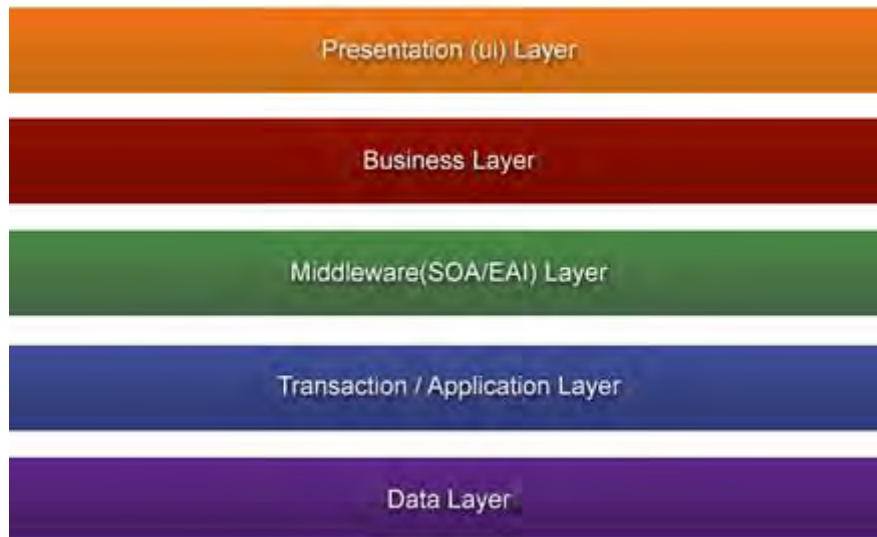 Presentation (ui) Layer
Business Layer
Middleware(SOA/EAI) Layer
Transaction / Application Layer
Data Layer